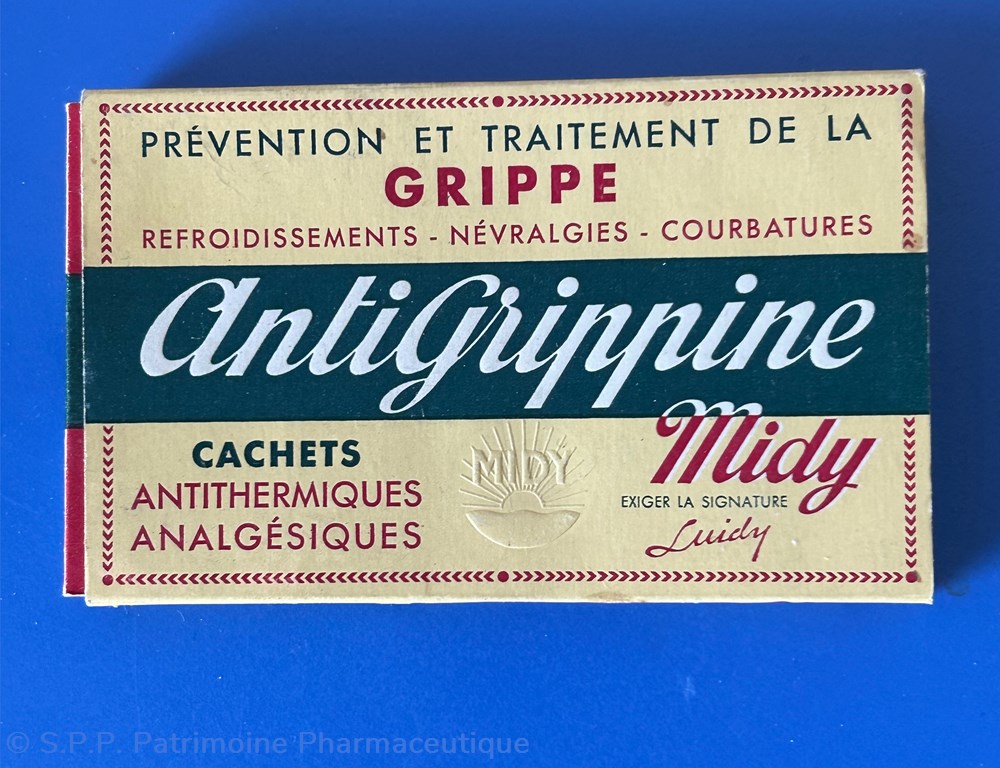 PRÉVENTION ET TRAITEMENT DE LA
GRIPPE
REFROIDISSEMENTS - NÉVRALGIES - COURBATURES
AntiGrippine
Midy
CACHETS
ANTITHERMIQUES
ANALGÉSIQUES
MIDY
EXIGER LA SIGNATURE
Luidy
© S.P.P. Patrimoine Pharmaceutique